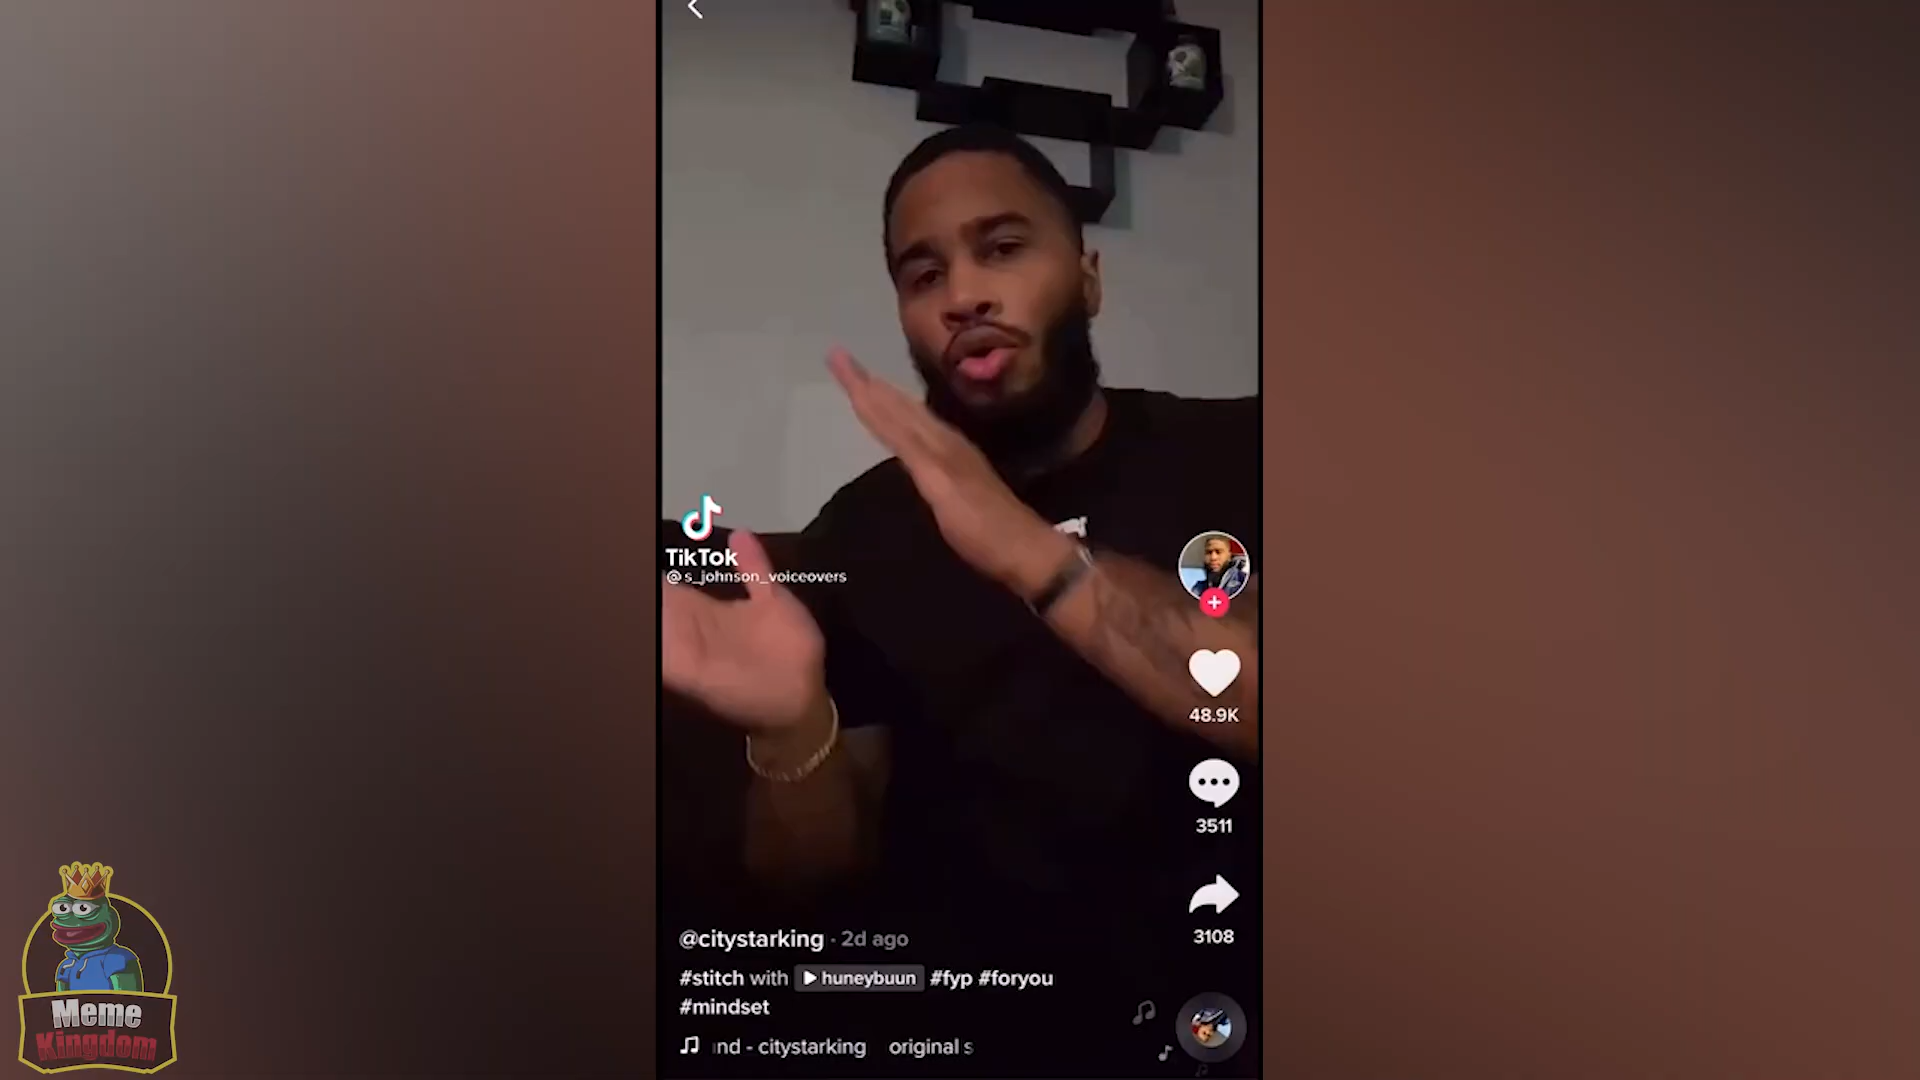 TikTok
@s_johnson_voiceovers
48.9K
3511
3108
@citystarking · 2d ago
#stitch with huneybuun #fyp #foryou
#mindset
nd - citystarking original s
Meme
Kingdom